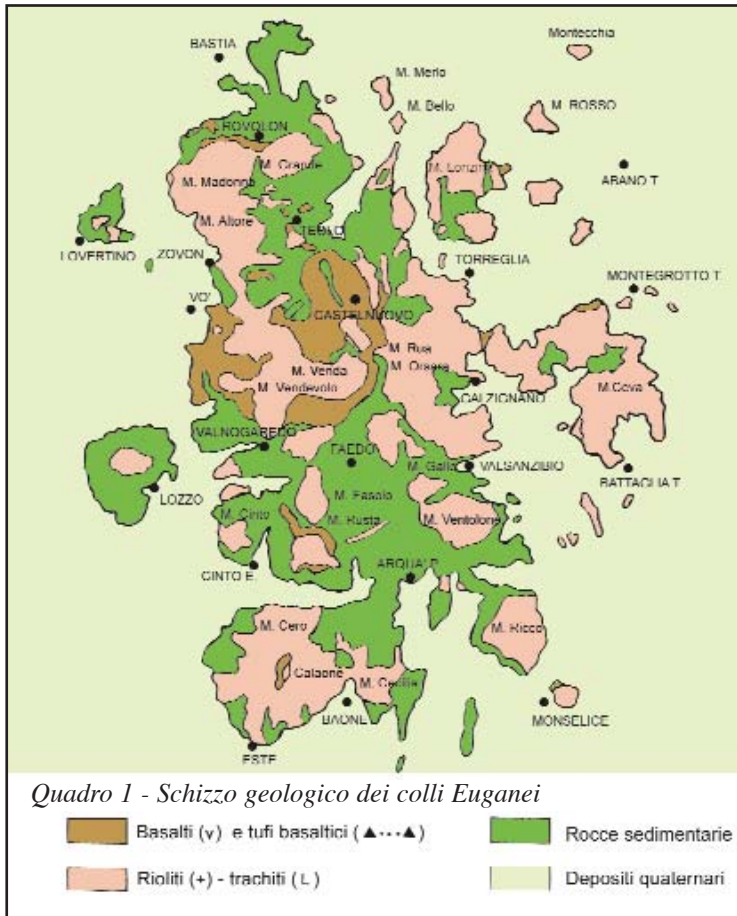 BASTIA
Montecchia
M. Merlo
M. Bello
M. ROSSO
ROVOLON
M. Grande
M. Lonzina
ABANO T.
M. Madonna
M. Altore
TEOLO
LOVERTINO
ZOVON
TORREGLIA
MONTEGROTTO T.
VO'
CASTELNUOVO
M. Rua
M. Orsara
M. Venda
M. Vendevolo
GALZIGNANO
M.Ceva
VALNOGAREDO
FAEDO
M. Gallo
VALSANZIBIO
BATTAGLIA T.
LOZZO
M. Fasolo
M. Cinto
M. Rusta
M. Ventolone
CINTO E.
ARQUA' P.
M. Cero
M. Ricco
Calaone
M. Cecilia
BAONE
MONSELICE
ESTE
Quadro 1 - Schizzo geologico dei colli Euganei
Basalti (v) e tufi basaltici (▲···▲)
Rocce sedimentarie
Rioliti (+) - trachiti (L)
Depositi quaternari